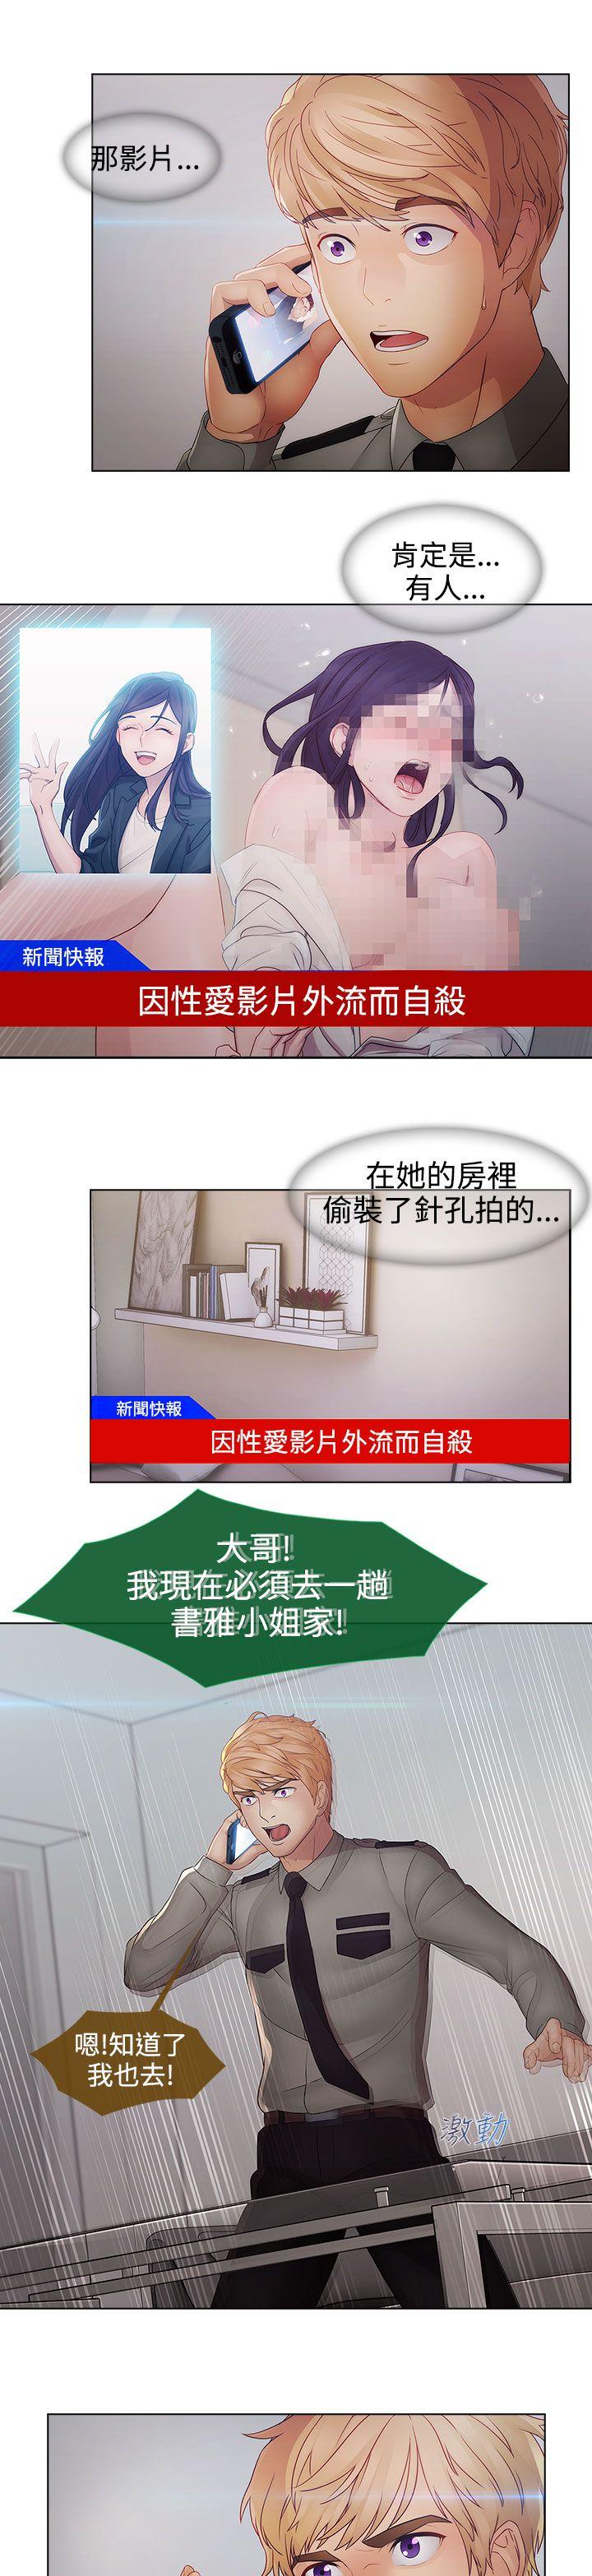 那影片...
肯定是...
有人...
新聞快報
因性愛影片外流而自殺
在她的房裡
偷裝了針孔拍的...
新聞快報
因性愛影片外流而自殺
大哥!
我現在必須去一趟
書雅小姐家!
嗯!知道了
我也去!
激動